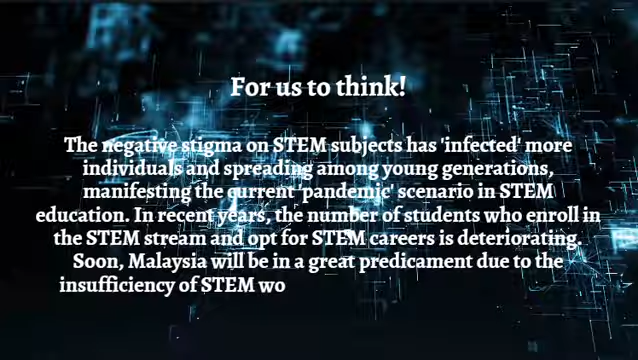 For us to think!
The negative stigma on STEM subjects has 'infected' more
individuals and spreading among young generations,
manifesting the current 'pandemic' scenario in STEM
education. In recent years, the number of students who enroll in
the STEM stream and opt for STEM careers is deteriorating.
Soon, Malaysia will be in a great predicament due to the
insufficiency of STEM wo